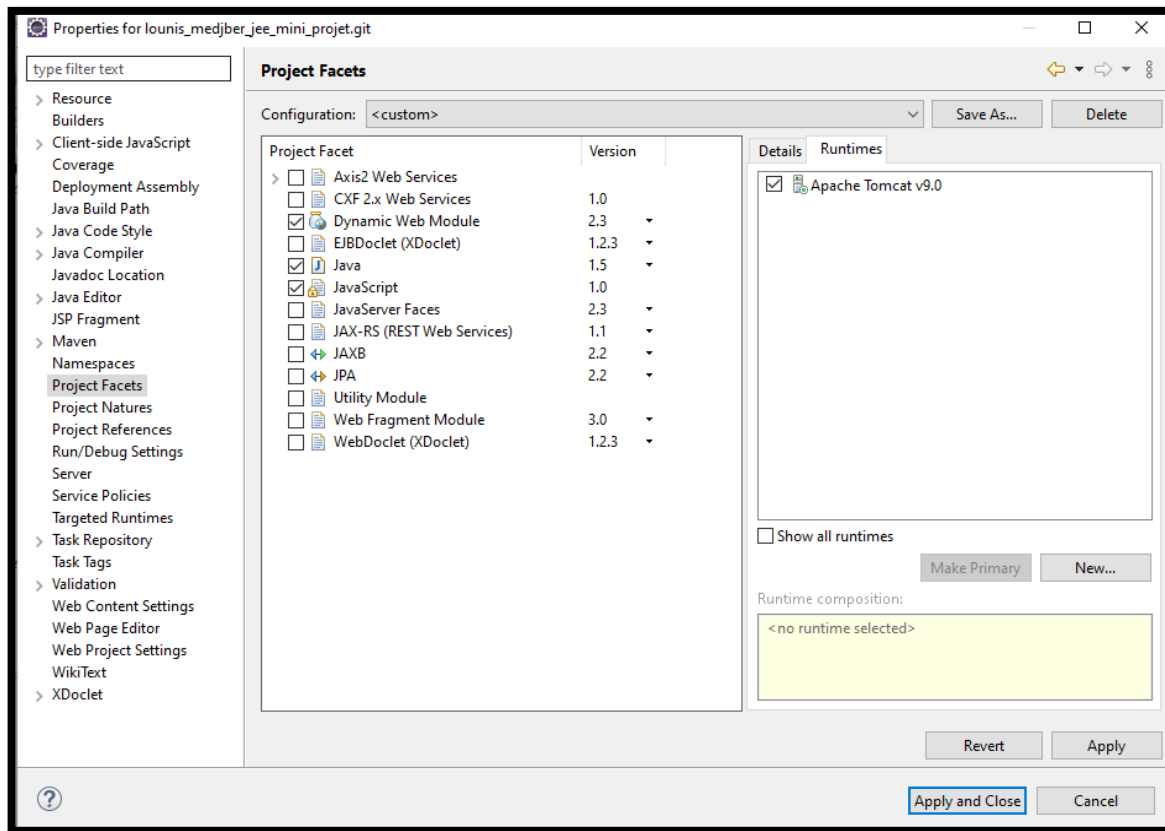 Properties for lounis_medjber_jee_mini_projet.git
type filter text
Resource
Builders
Client-side JavaScript
Coverage
Deployment Assembly
Java Build Path
Java Code Style
Java Compiler
Javadoc Location
Java Editor
JSP Fragment
Maven
Namespaces
Project Facets
Project Natures
Project References
Run/Debug Settings
Server
Service Policies
Targeted Runtimes
Task Repository
Task Tags
Validation
Web Content Settings
Web Page Editor
Web Project Settings
WikiText
XDoclet
Project Facets
Configuration: <custom> Save As... Delete
Project Facet Version
Axis2 Web Services
CXF 2.x Web Services 1.0
Dynamic Web Module 2.3
EJBDoclet (XDoclet) 1.2.3
Java 1.5
JavaScript 1.0
JavaServer Faces 2.3
JAX-RS (REST Web Services) 1.1
JAXB 2.2
JPA 2.2
Utility Module
Web Fragment Module 3.0
WebDoclet (XDoclet) 1.2.3
Details Runtimes
Apache Tomcat v9.0
Show all runtimes
Make Primary New...
Runtime composition:
<no runtime selected>
Revert Apply
Apply and Close Cancel